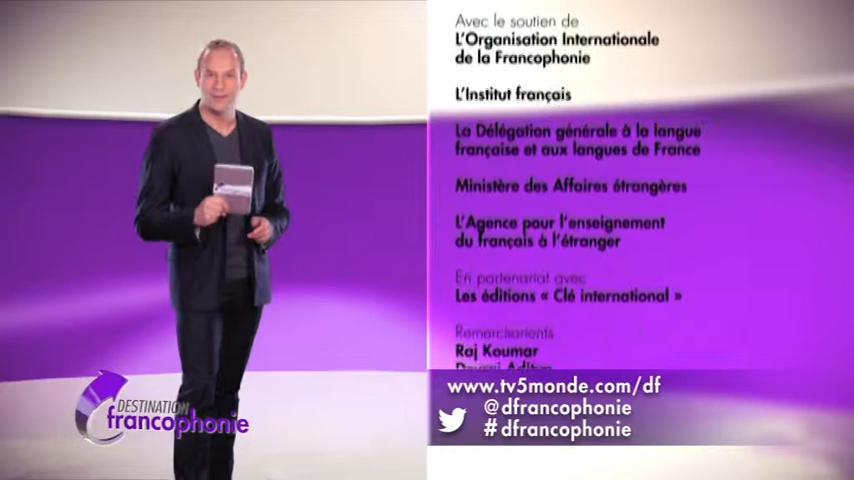 Avec le soutien de
L'Organisation Internationale
de la Francophonie
L'Institut français
La Délégation générale à la langue
française et aux langues de France
Ministère des Affaires étrangères
L'Agence pour l'enseignement
du français à l'étranger
En partenariat avec
Les éditions « Clé international »
Remerciements
Raj Koumar
www.tv5monde.com/df
@dfrancophonie
#dfrancophonie
DESTINATION
francophonie